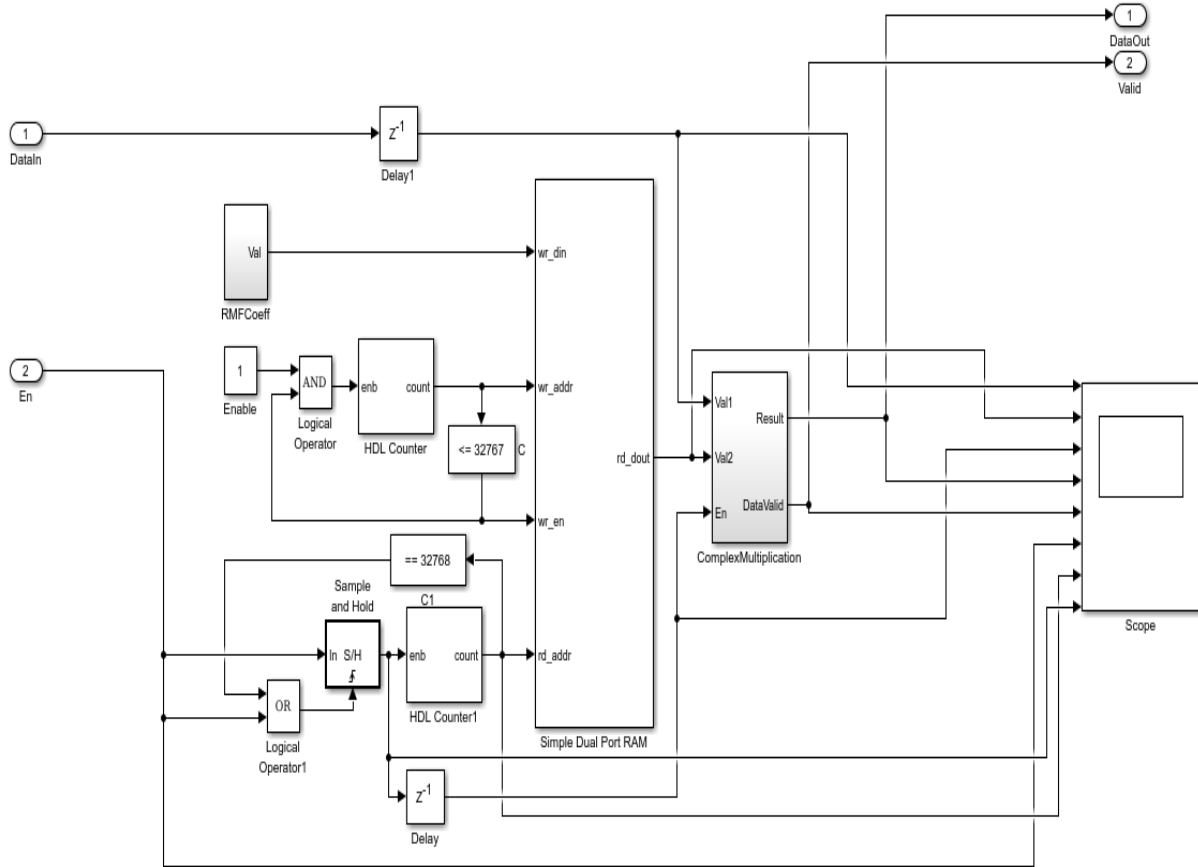 1
DataOut
2
Valid
1
DataIn
Z-1
Delay1
Val
RMFCoeff
wr_din
2
En
1
Enable
AND
Logical
Operator
enb
count
HDL Counter
wr_addr
<= 32767
C
wr_en
rd_dout
Val1
Val2
En
Result
DataValid
ComplexMultiplication
Scope
== 32768
C1
Sample
and Hold
In
S/H
enb
count
HDL Counter1
rd_addr
OR
Logical
Operator1
Simple Dual Port RAM
Z-1
Delay